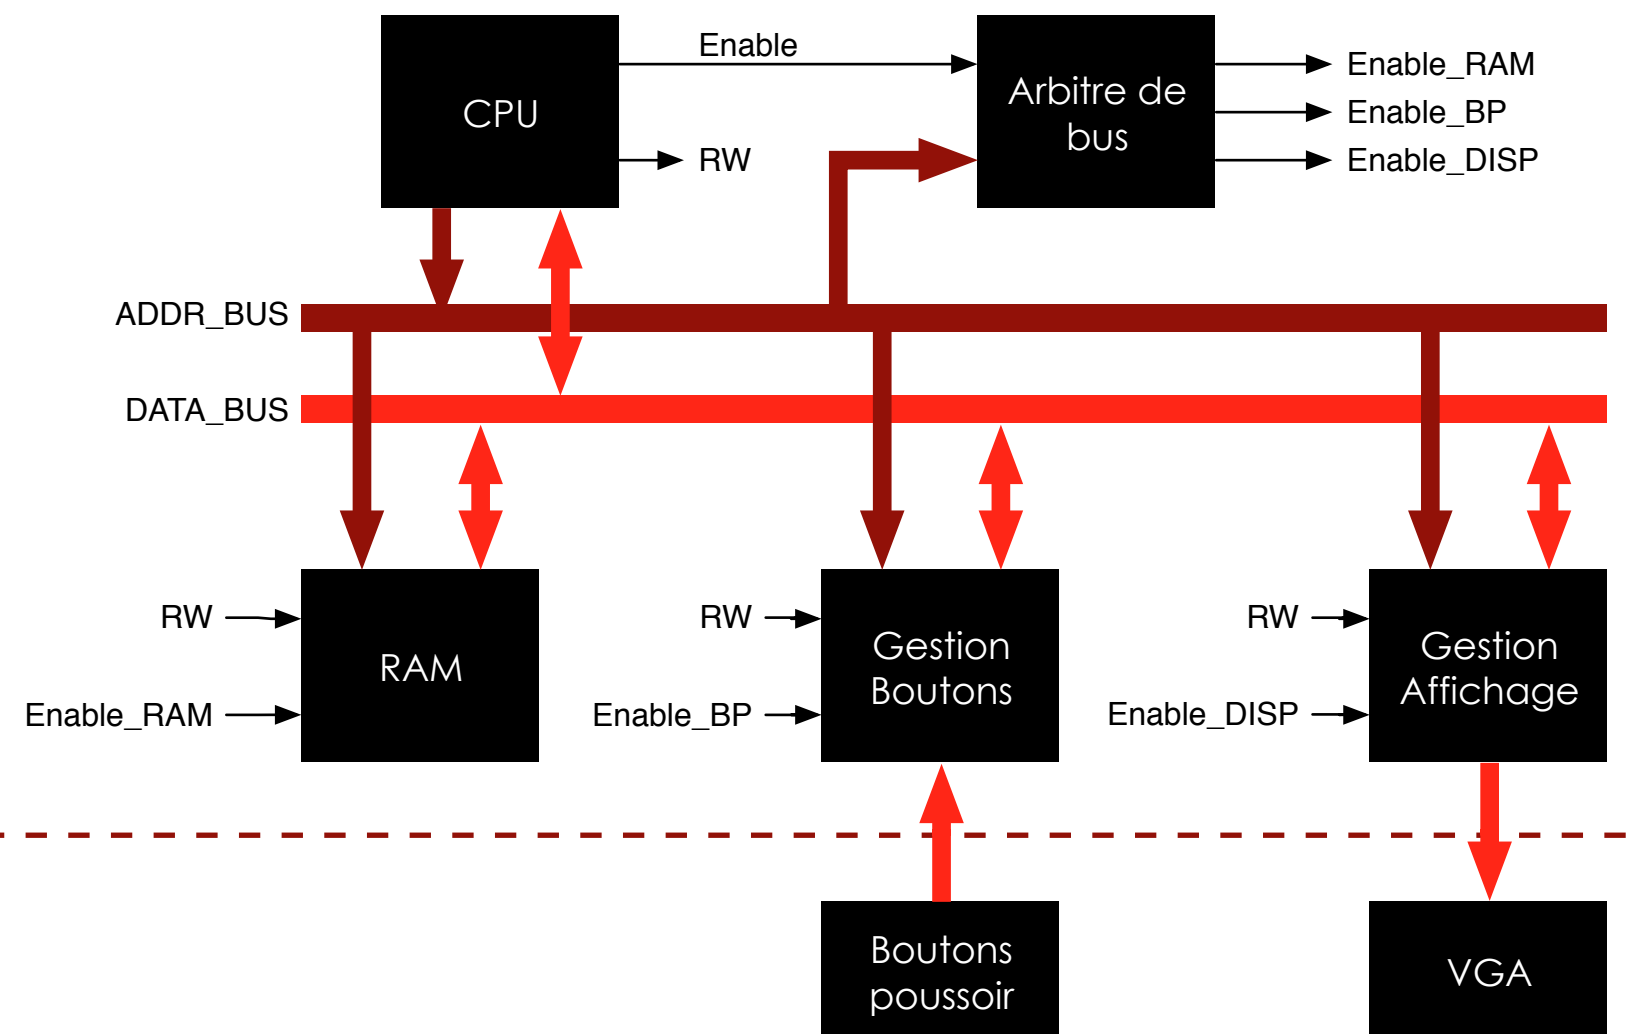 Enable
CPU
RW
Arbitre de
bus
Enable_RAM
Enable_BP
Enable_DISP
ADDR_BUS
DATA_BUS
RW
Enable_RAM
RAM
RW
Enable_BP
Gestion
Boutons
RW
Enable_DISP
Gestion
Affichage
Boutons
poussoir
VGA